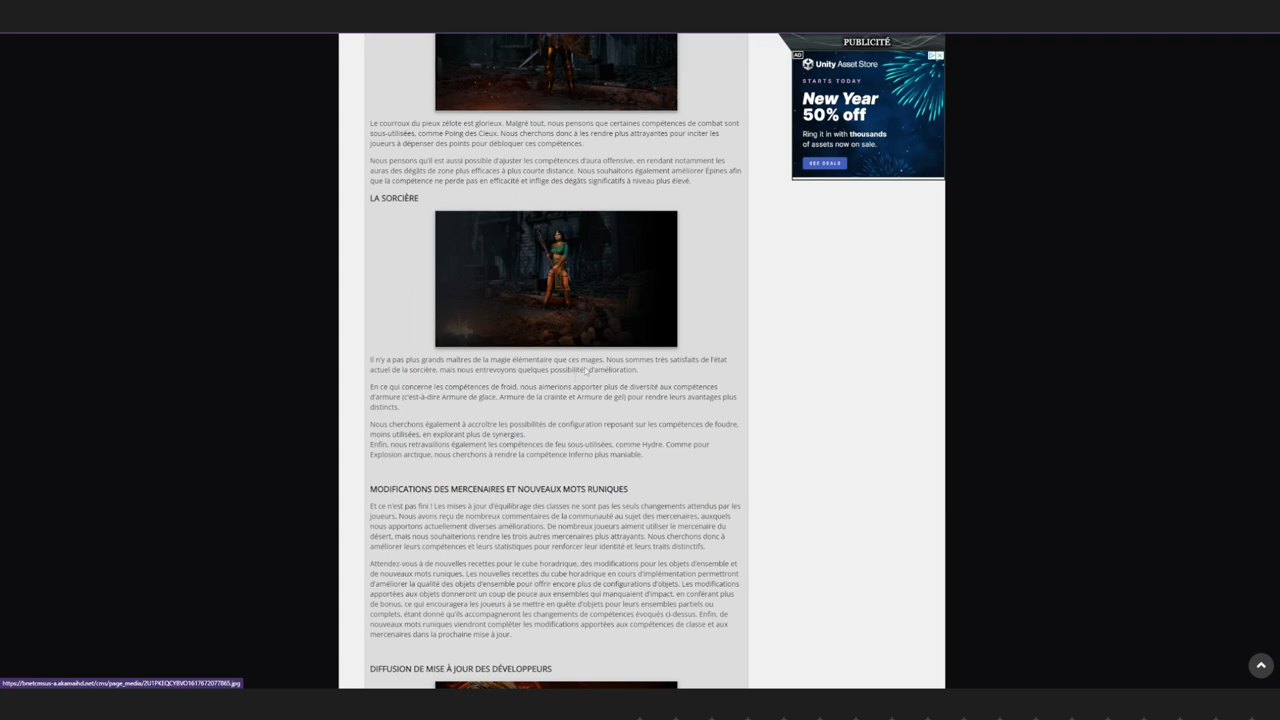 PUBLICITÉ
AD
Unity Asset Store
STARTS TODAY
New Year
50% off
Ring it in with thousands
of assets now on sale.
SEE DEALS
Le courroux du pieux zélote est glorieux. Malgré tout, nous pensons que certaines compétences de combat sont
sous-utilisées, comme Poing des Cieux. Nous cherchons donc à les rendre plus attrayantes pour inciter les
joueurs à dépenser des points pour débloquer ces compétences.
Nous pensons qu'il est aussi possible d'ajuster les compétences d'aura offensive, en rendant notamment les
auras des dégâts de zone plus efficaces à plus courte distance. Nous souhaitons également améliorer Épines afin
que la compétence ne perde pas en efficacité et inflige des dégâts significatifs à niveau plus élevé.
LA SORCIÈRE
Il n'y a pas plus grands maîtres de la magie élémentaire que ces mages. Nous sommes très satisfaits de l'état
actuel de la sorcière, mais nous entrevoyons quelques possibilités d'amélioration.
En ce qui concerne les compétences de froid, nous aimerions apporter plus de diversité aux compétences
d'armure (c'est-à-dire Armure de glace, Armure de la crainte et Armure de gel) pour rendre leurs avantages plus
distincts.
Nous cherchons également à accroître les possibilités de configuration reposant sur les compétences de foudre,
moins utilisées, en explorant plus de synergies.
Enfin, nous retravaillons également les compétences de feu sous-utilisées, comme Hydre. Comme pour
Explosion arctique, nous cherchons à rendre la compétence Inferno plus maniable.
MODIFICATIONS DES MERCENAIRES ET NOUVEAUX MOTS RUNIQUES
Et ce n'est pas fini ! Les mises à jour d'équilibrage des classes ne sont pas les seuls changements attendus par les
joueurs. Nous avons reçu de nombreux commentaires de la communauté au sujet des mercenaires, auxquels
nous apportons actuellement diverses améliorations. De nombreux joueurs aiment utiliser le mercenaire du
désert, mais nous souhaiterions rendre les trois autres mercenaires plus attrayants. Nous cherchons donc à
améliorer leurs compétences et leurs statistiques pour renforcer leur identité et leurs traits distinctifs.
Attendez-vous à de nouvelles recettes pour le cube horadrique, des modifications pour les objets d'ensemble et
de nouveaux mots runiques. Les nouvelles recettes du cube horadrique en cours d'implémentation permettront
d'améliorer la qualité des objets d'ensemble pour offrir encore plus de configurations d'objets. Les modifications
apportées aux objets donneront un coup de pouce aux ensembles qui manquaient d'impact, en conférant plus
de bonus, ce qui encouragera les joueurs à se mettre en quête d'objets pour leurs ensembles partiels ou
complets, étant donné qu'ils accompagneront les changements de compétences évoqués ci-dessus. Enfin, de
nouveaux mots runiques viendront compléter les modifications apportées aux compétences de classe et aux
mercenaires dans la prochaine mise à jour.
DIFFUSION DE MISE À JOUR DES DÉVELOPPEURS
https://bnetcmsus-a.akamaihd.net/cms/page_media/2U1PKEQCY8VO1617672077865.jpg